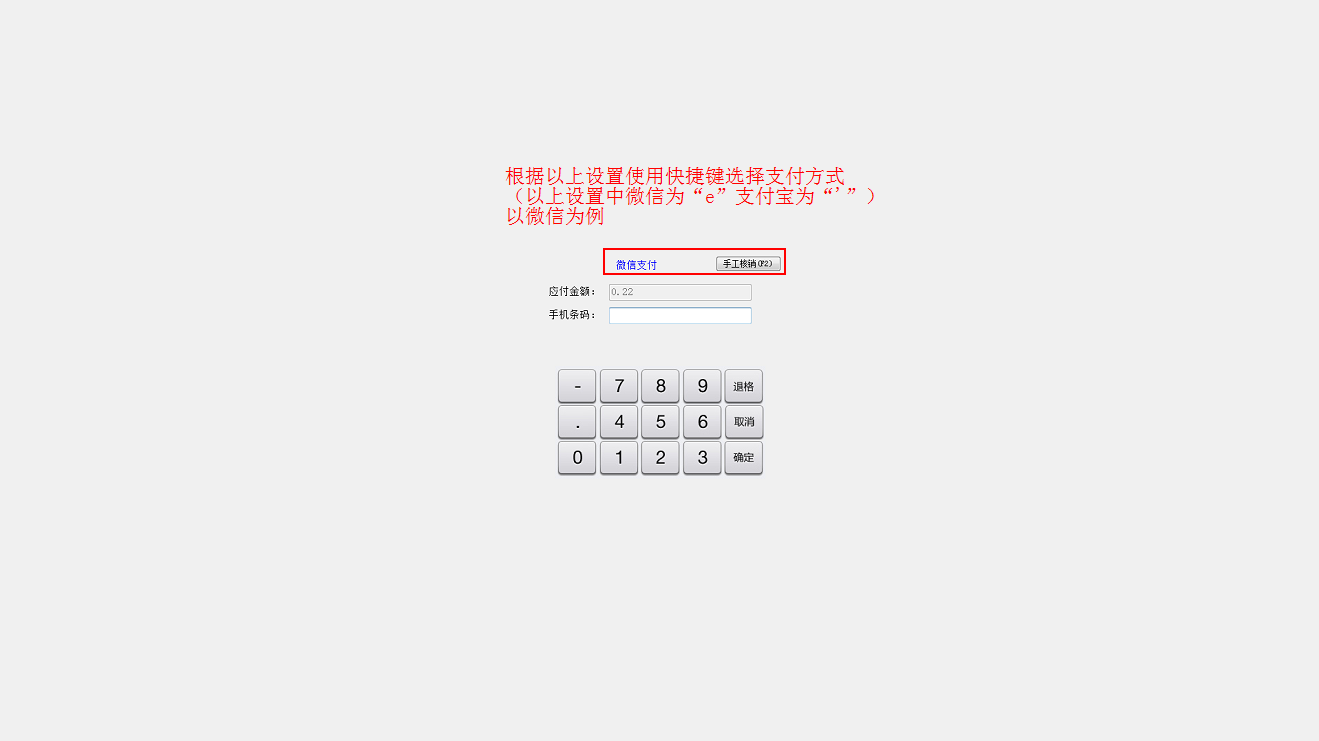 根据以上设置使用快捷键选择支付方式
（以上设置中微信为“e”支付宝为“'”）
以微信为例
微信支付 手工核销(F2)
应付金额： 0.22
手机条码：
- 7 8 9 退格
. 4 5 6 取消
0 1 2 3 确定